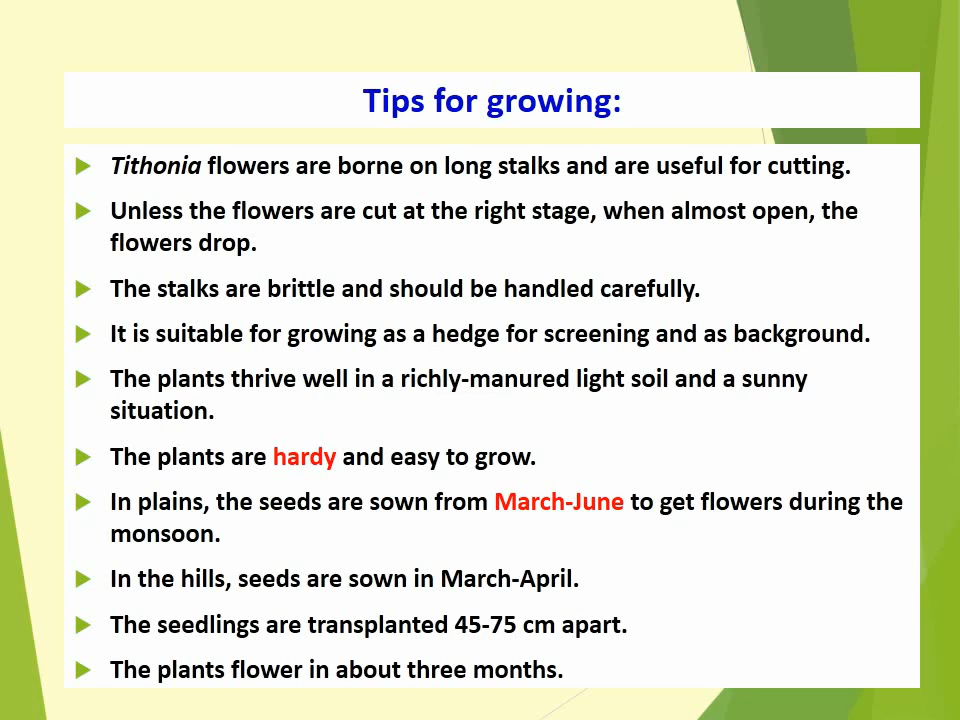 Tips for growing:
Tithonia flowers are borne on long stalks and are useful for cutting.
Unless the flowers are cut at the right stage, when almost open, the
flowers drop.
The stalks are brittle and should be handled carefully.
It is suitable for growing as a hedge for screening and as background.
The plants thrive well in a richly-manured light soil and a sunny
situation.
The plants are hardy and easy to grow.
In plains, the seeds are sown from March-June to get flowers during the
monsoon.
In the hills, seeds are sown in March-April.
The seedlings are transplanted 45-75 cm apart.
The plants flower in about three months.